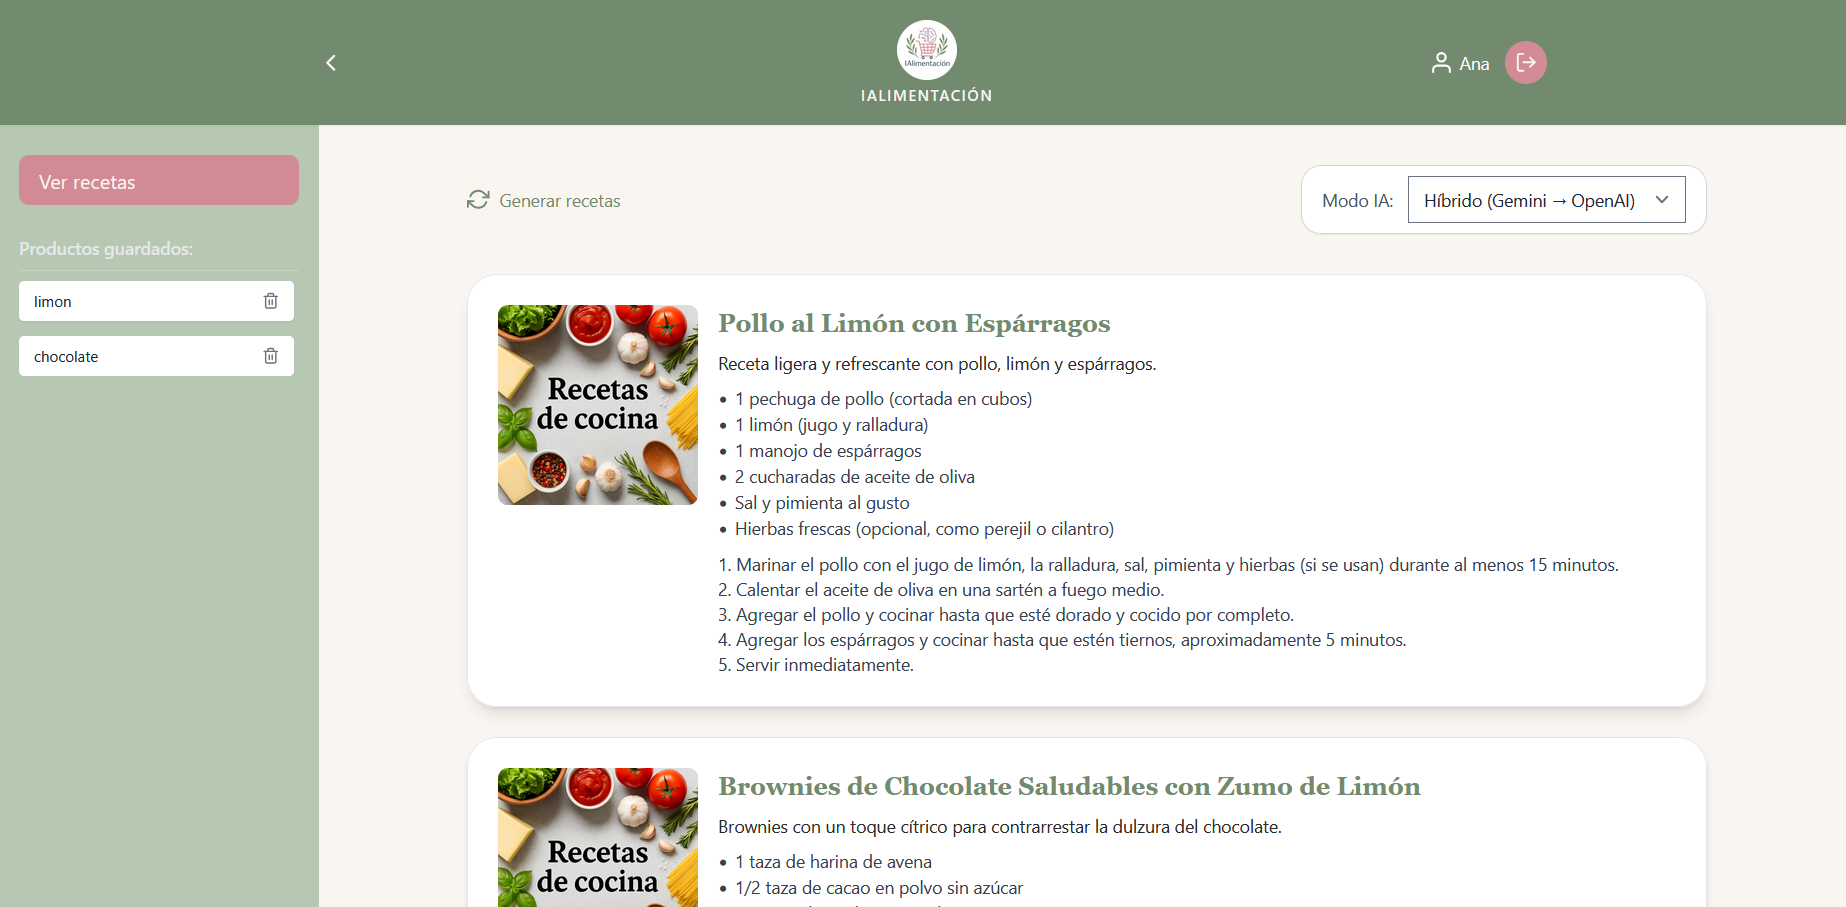 IAlimentación
IALIMENTACIÓN
Ana
Ver recetas
Productos guardados:
limon
chocolate
Generar recetas
Modo IA:
Híbrido (Gemini → OpenAI)
Recetas
de cocina
Pollo al Limón con Espárragos
Receta ligera y refrescante con pollo, limón y espárragos.
• 1 pechuga de pollo (cortada en cubos)
• 1 limón (jugo y ralladura)
• 1 manojo de espárragos
• 2 cucharadas de aceite de oliva
• Sal y pimienta al gusto
• Hierbas frescas (opcional, como perejil o cilantro)
1. Marinar el pollo con el jugo de limón, la ralladura, sal, pimienta y hierbas (si se usan) durante al menos 15 minutos.
2. Calentar el aceite de oliva en una sartén a fuego medio.
3. Agregar el pollo y cocinar hasta que esté dorado y cocido por completo.
4. Agregar los espárragos y cocinar hasta que estén tiernos, aproximadamente 5 minutos.
5. Servir inmediatamente.
Recetas
de cocina
Brownies de Chocolate Saludables con Zumo de Limón
Brownies con un toque cítrico para contrarrestar la dulzura del chocolate.
• 1 taza de harina de avena
• 1/2 taza de cacao en polvo sin azúcar